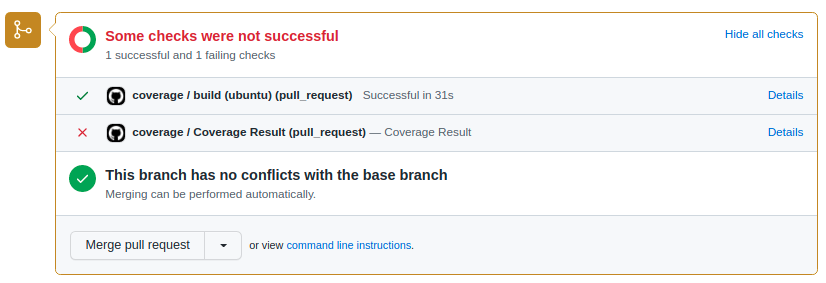 Some checks were not successful
Hide all checks
1 successful and 1 failing checks
coverage / build (ubuntu) (pull_request) Successful in 31s
Details
coverage / Coverage Result (pull_request) — Coverage Result
Details
This branch has no conflicts with the base branch
Merging can be performed automatically.
Merge pull request
or view command line instructions.